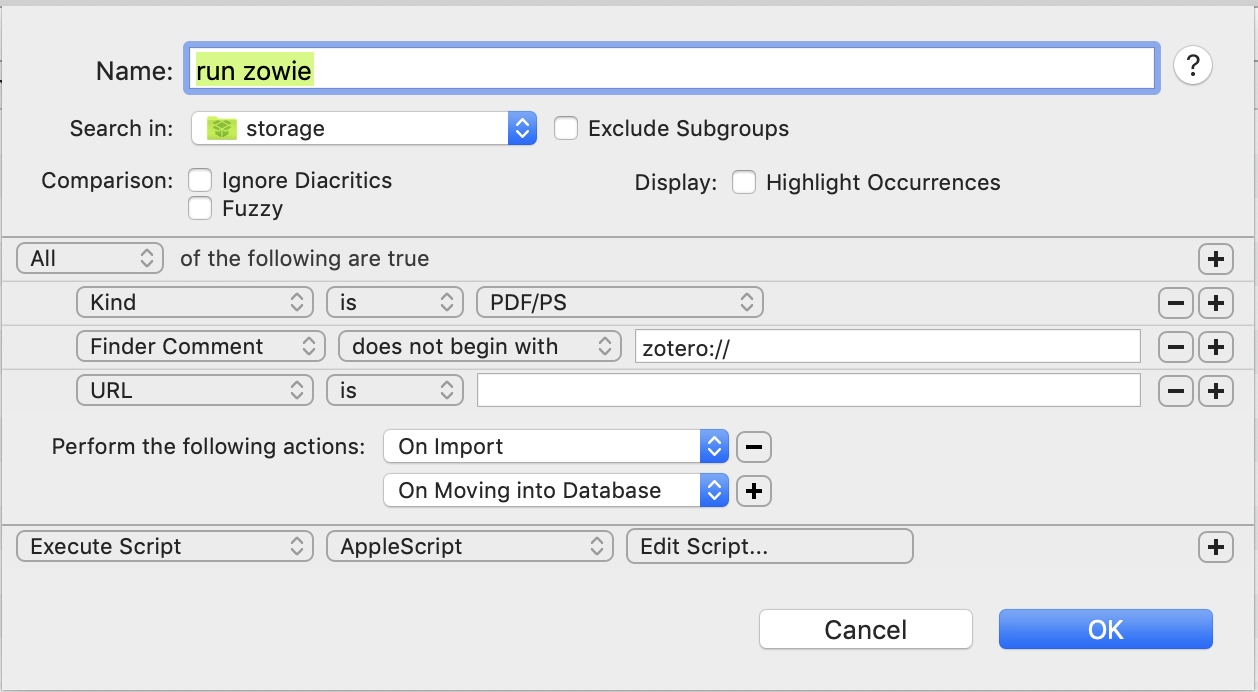 Name: run zowie ?
Search in: storage Exclude Subgroups
Comparison: Ignore Diacritics Display: Highlight Occurrences
Fuzzy
All of the following are true
Kind is PDF/PS
Finder Comment does not begin with zotero://
URL is
Perform the following actions: On Import
On Moving into Database
Execute Script AppleScript Edit Script...
Cancel OK